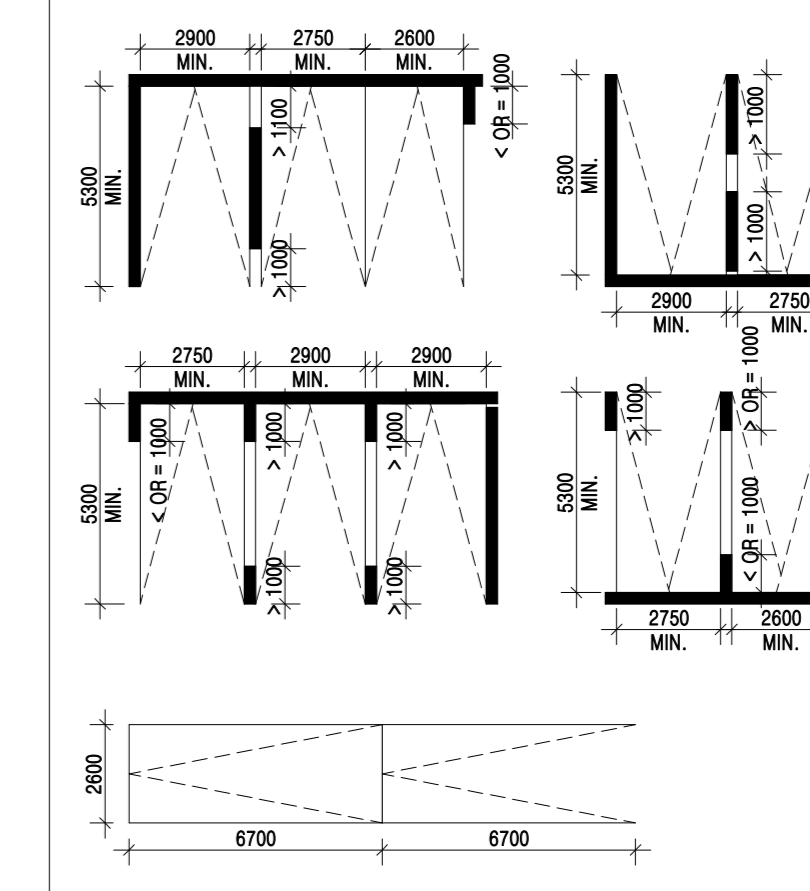 2900 2750 2600
MIN. MIN. MIN.
< OR = 1000
> 1100
5300
MIN.
> 1000
> 1000
5300
MIN.
> 1000
2900 2750
MIN. MIN.
2750 2900 2900
MIN. MIN. MIN.
< OR = 1000
> 1000
> 1000
5300
MIN.
> 1000
> 1000
> 1000
> OR = 1000
5300
MIN.
< OR = 1000
2750 2600
MIN. MIN.
2600
6700 6700